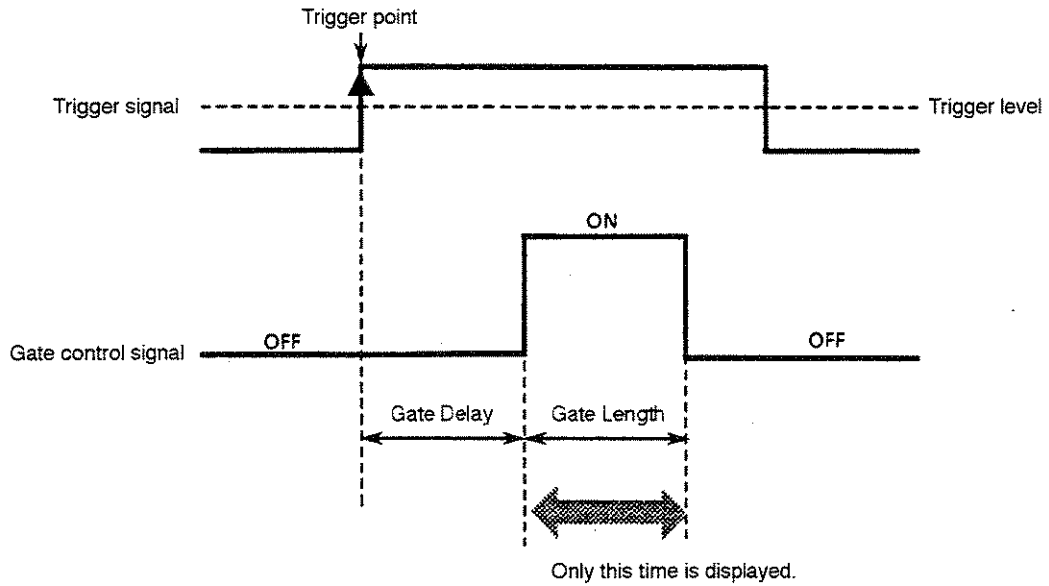 Trigger point
Trigger signal
Trigger level
ON
Gate control signal
OFF
OFF
Gate Delay
Gate Length
Only this time is displayed.